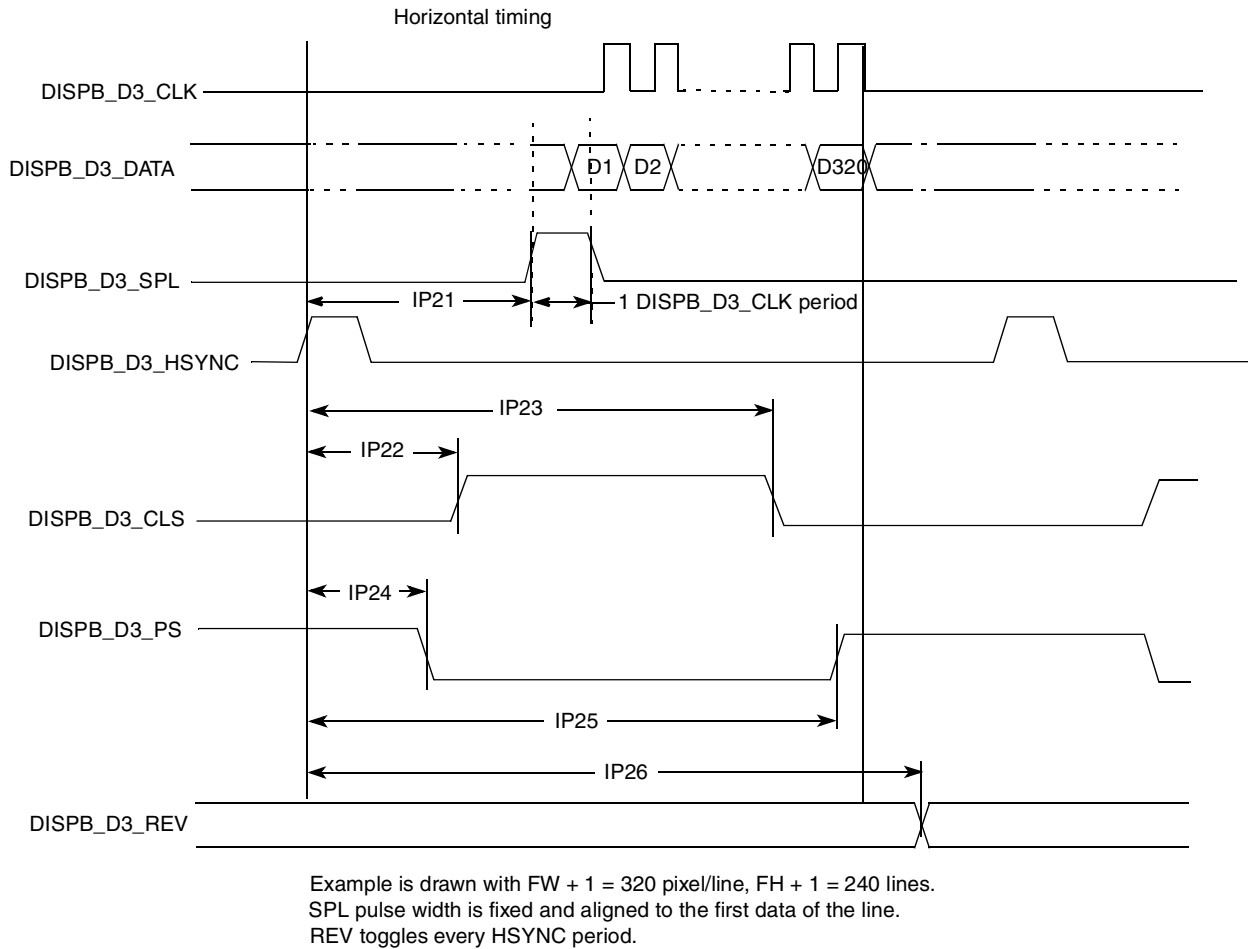 Horizontal timing
DISPB_D3_CLK
DISPB_D3_DATA
D1
D2
D320
DISPB_D3_SPL
IP21
1 DISPB_D3_CLK period
DISPB_D3_HSYNC
IP23
IP22
DISPB_D3_CLS
IP24
DISPB_D3_PS
IP25
IP26
DISPB_D3_REV
Example is drawn with FW + 1 = 320 pixel/line, FH + 1 = 240 lines.
SPL pulse width is fixed and aligned to the first data of the line.
REV toggles every HSYNC period.